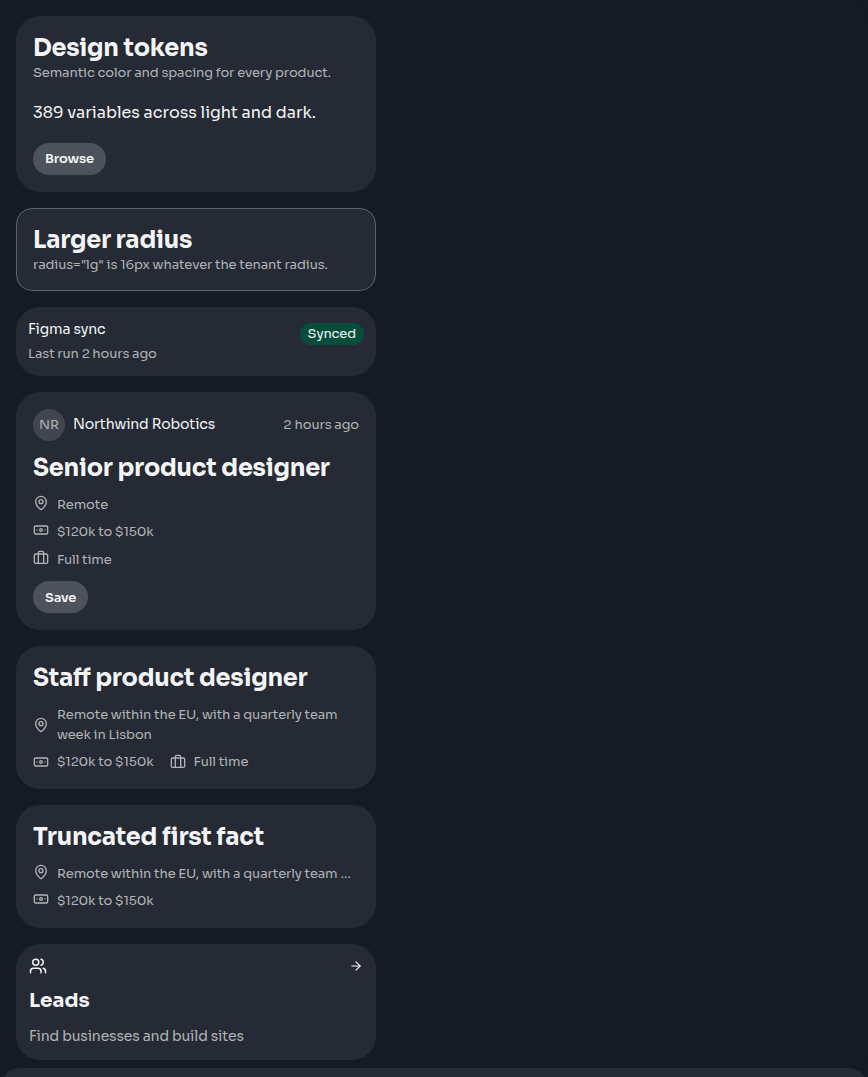 Design tokens
Semantic color and spacing for every product.
389 variables across light and dark.
Browse
Larger radius
radius="lg" is 16px whatever the tenant radius.
Figma sync
Synced
Last run 2 hours ago
NR Northwind Robotics 2 hours ago
Senior product designer
Remote
$120k to $150k
Full time
Save
Staff product designer
Remote within the EU, with a quarterly team
week in Lisbon
$120k to $150k Full time
Truncated first fact
Remote within the EU, with a quarterly team ...
$120k to $150k
Leads
Find businesses and build sites